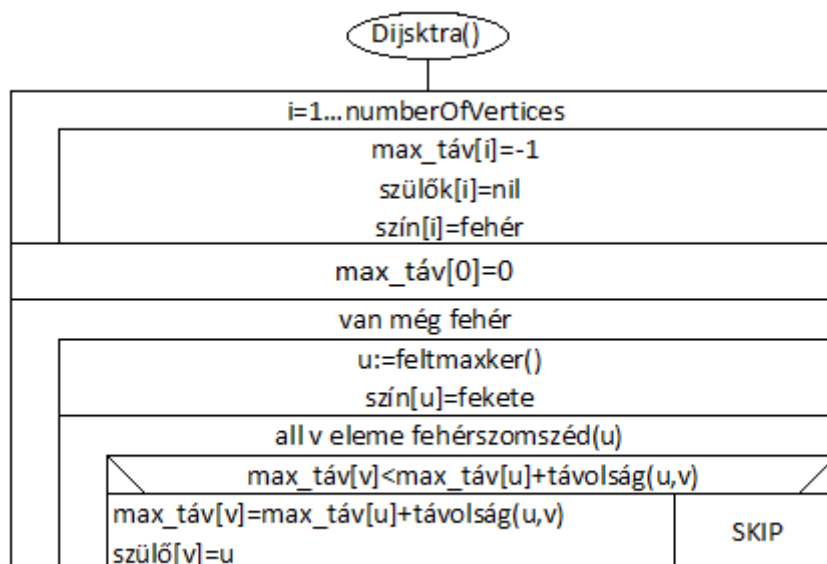 Dijsktra()
i=1...numberOfVertices
max_táv[i]=-1
szülők[i]=nil
szín[i]=fehér
max_táv[0]=0
van még fehér
u:=feltmaxker()
szín[u]=fekete
all v eleme fehérszomszéd(u)
max_táv[v]<max_táv[u]+távolság(u,v)
max_táv[v]=max_táv[u]+távolság(u,v)
szülő[v]=u
SKIP